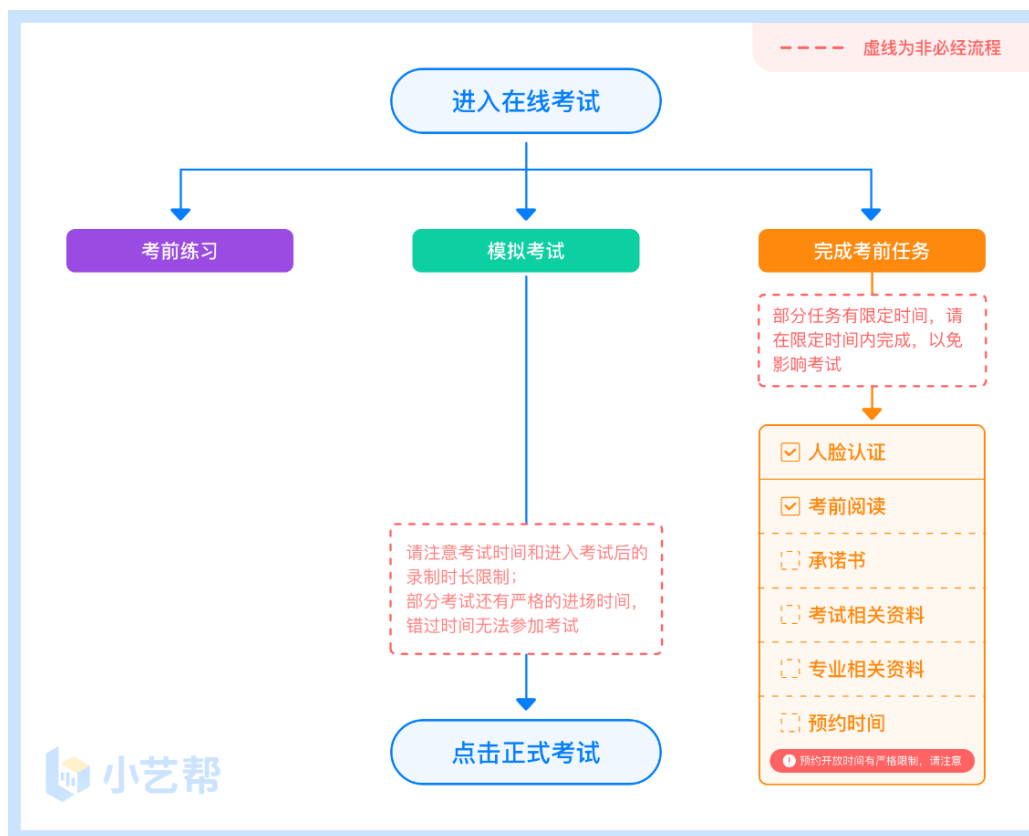 虚线为非必经流程
进入在线考试
考前练习
模拟考试
完成考前任务
部分任务有限定时间，请
在限定时间内完成，以免
影响考试
人脸认证
考前阅读
承诺书
考试相关资料
专业相关资料
预约时间
预约开放时间有严格限制，请注意
请注意考试时间和进入考试后的
录制时长限制；
部分考试还有严格的进场时间，
错过时间无法参加考试
点击正式考试
小艺帮